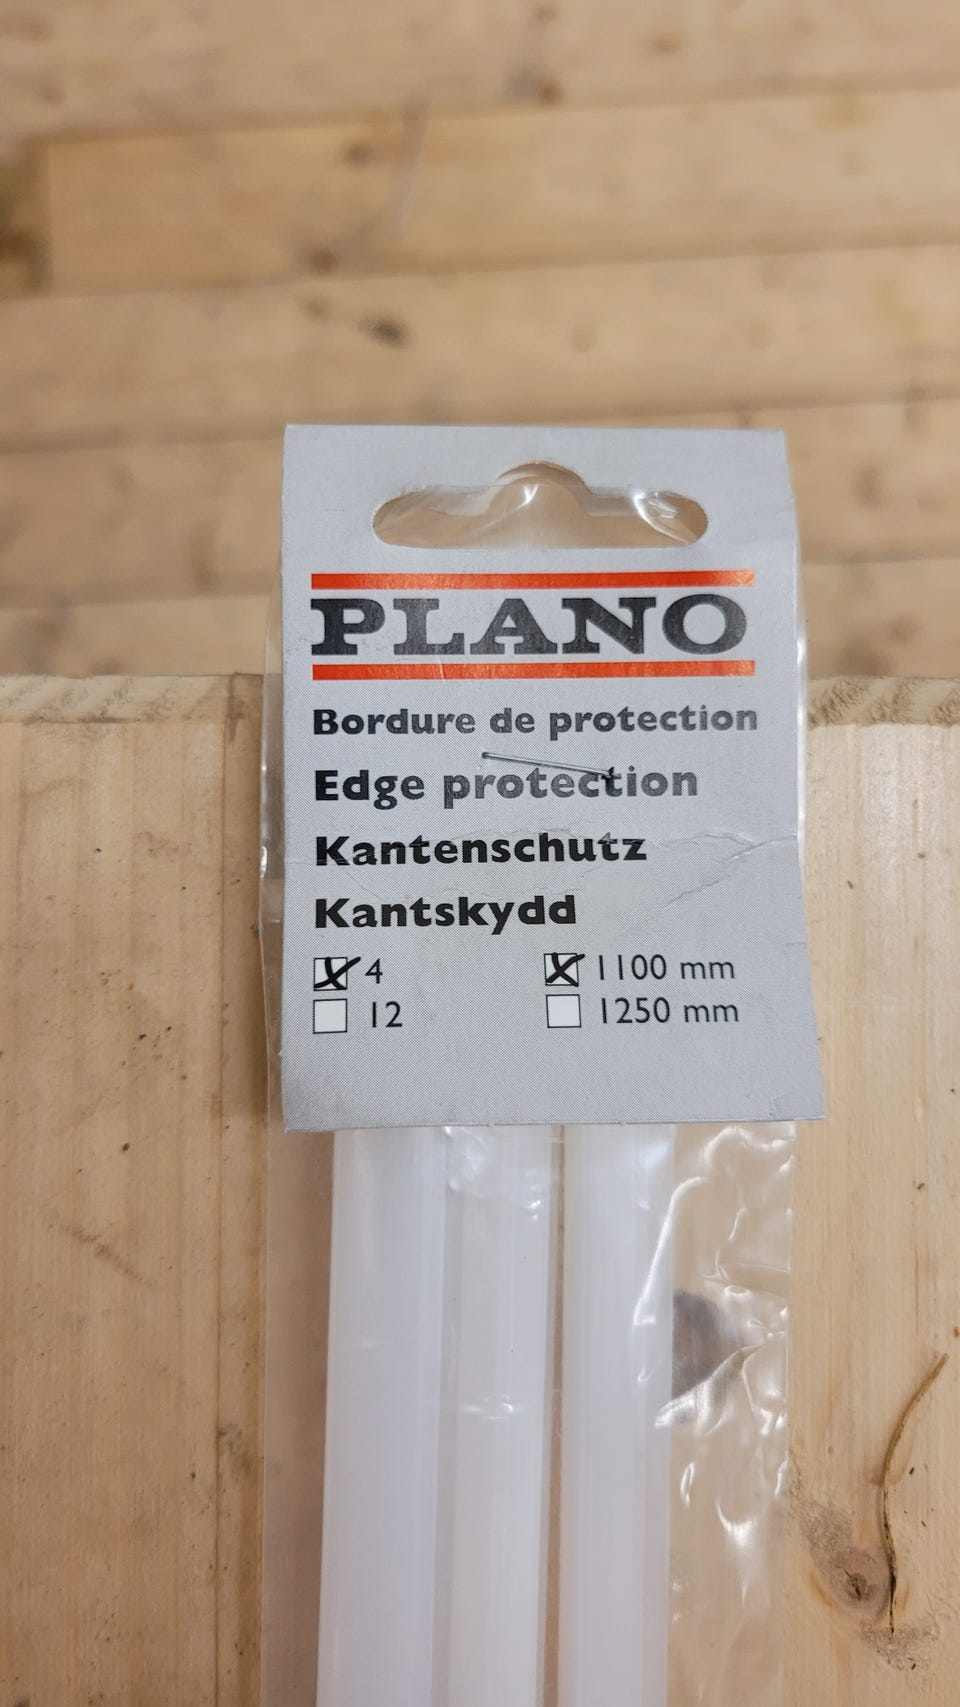 PLANO
Bordure de protection
Edge protection
Kantenschutz
Kantskydd
4 1100 mm
12 1250 mm